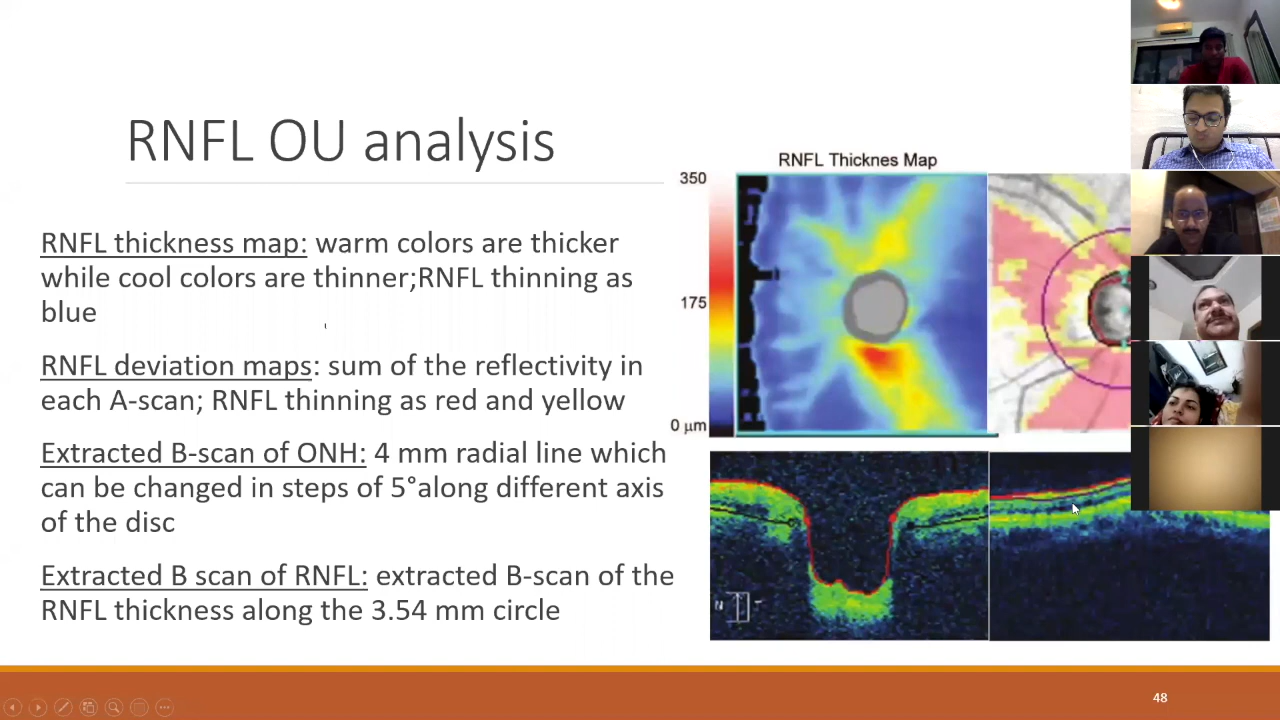 RNFL OU analysis
RNFL thickness map: warm colors are thicker
while cool colors are thinner;RNFL thinning as
blue
RNFL deviation maps: sum of the reflectivity in
each A-scan; RNFL thinning as red and yellow
Extracted B-scan of ONH: 4 mm radial line which
can be changed in steps of 5°along different axis
of the disc
Extracted B scan of RNFL: extracted B-scan of the
RNFL thickness along the 3.54 mm circle
RNFL Thicknes Map
350
175
0 μm
N
T
48